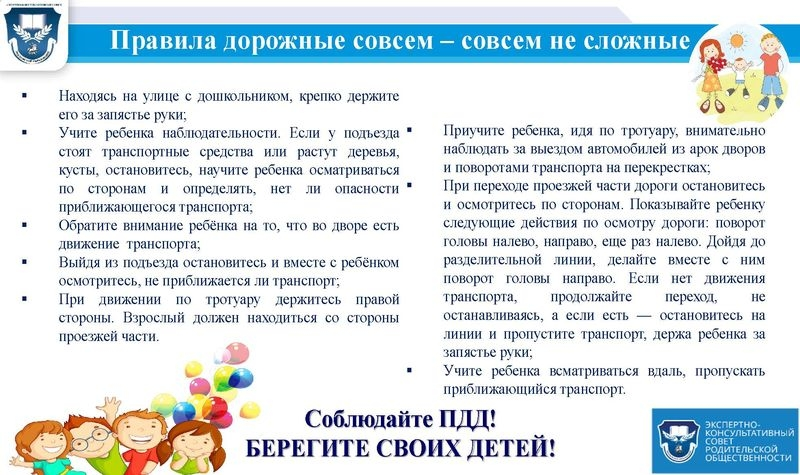 Правила дорожные совсем – совсем не сложные
▪ Находясь на улице с дошкольником, крепко держите
его за запястье руки;
▪ Учите ребенка наблюдательности. Если у подъезда
стоят транспортные средства или растут деревья,
кусты, остановитесь, научите ребенка осматриваться
по сторонам и определять, нет ли опасности
приближающегося транспорта;
▪ Обратите внимание ребёнка на то, что во дворе есть
движение транспорта;
▪ Выйдя из подъезда остановитесь и вместе с ребёнком
осмотритесь, не приближается ли транспорт;
▪ При движении по тротуару держитесь правой
стороны. Взрослый должен находиться со стороны
проезжей части.
▪ Приучите ребенка, идя по тротуару, внимательно
наблюдать за выездом автомобилей из арок дворов
и поворотами транспорта на перекрестках;
▪ При переходе проезжей части дороги остановитесь
и осмотритесь по сторонам. Показывайте ребенку
следующие действия по осмотру дороги: поворот
головы налево, направо, еще раз налево. Дойдя до
разделительной линии, делайте вместе с ним
поворот головы направо. Если нет движения
транспорта, продолжайте переход, не
останавливаясь, а если есть — остановитесь на
линии и пропустите транспорт, держа ребенка за
запястье руки;
▪ Учите ребенка всматриваться вдаль, пропускать
приближающийся транспорт.
Соблюдайте ПДД!
БЕРЕГИТЕ СВОИХ ДЕТЕЙ!
ЭКСПЕРТНО-
КОНСУЛЬТАТИВНЫЙ
СОВЕТ
РОДИТЕЛЬСКОЙ
ОБЩЕСТВЕННОСТИ